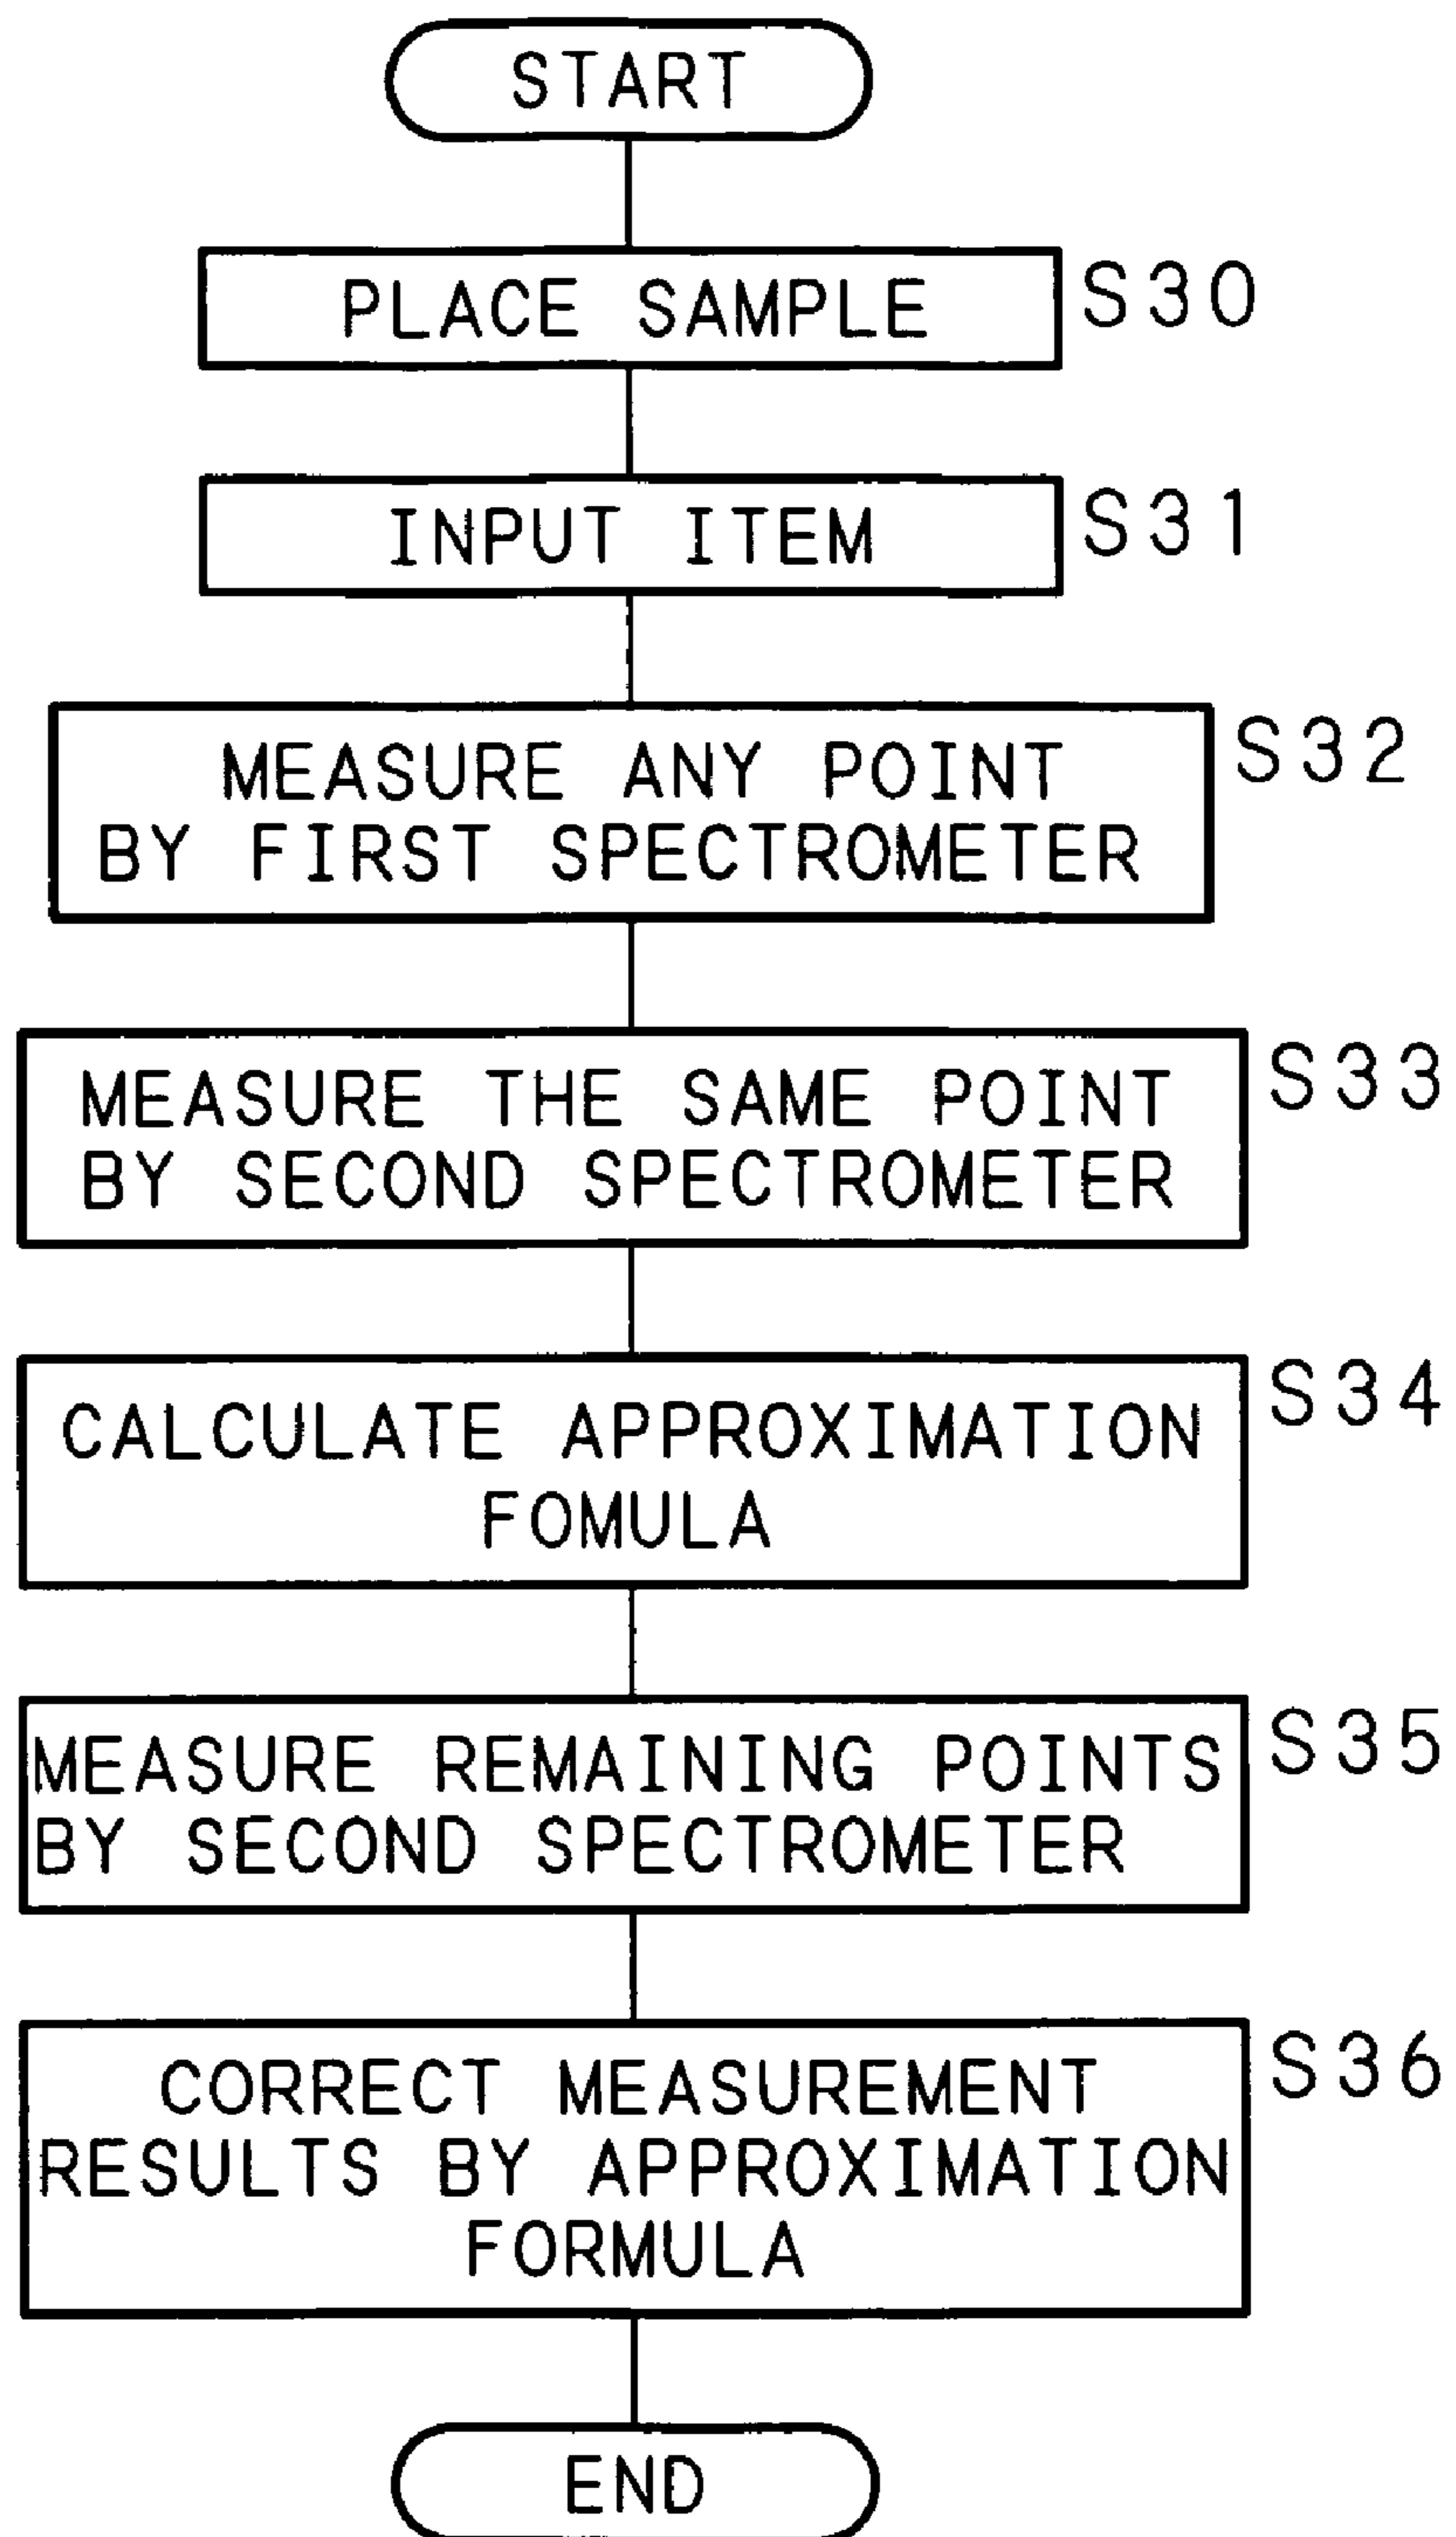 START
PLACE SAMPLE
S30
INPUT ITEM
S31
MEASURE ANY POINT
BY FIRST SPECTROMETER
S32
MEASURE THE SAME POINT
BY SECOND SPECTROMETER
S33
CALCULATE APPROXIMATION
FOMULA
S34
MEASURE REMAINING POINTS
BY SECOND SPECTROMETER
S35
CORRECT MEASUREMENT
RESULTS BY APPROXIMATION
FORMULA
S36
END